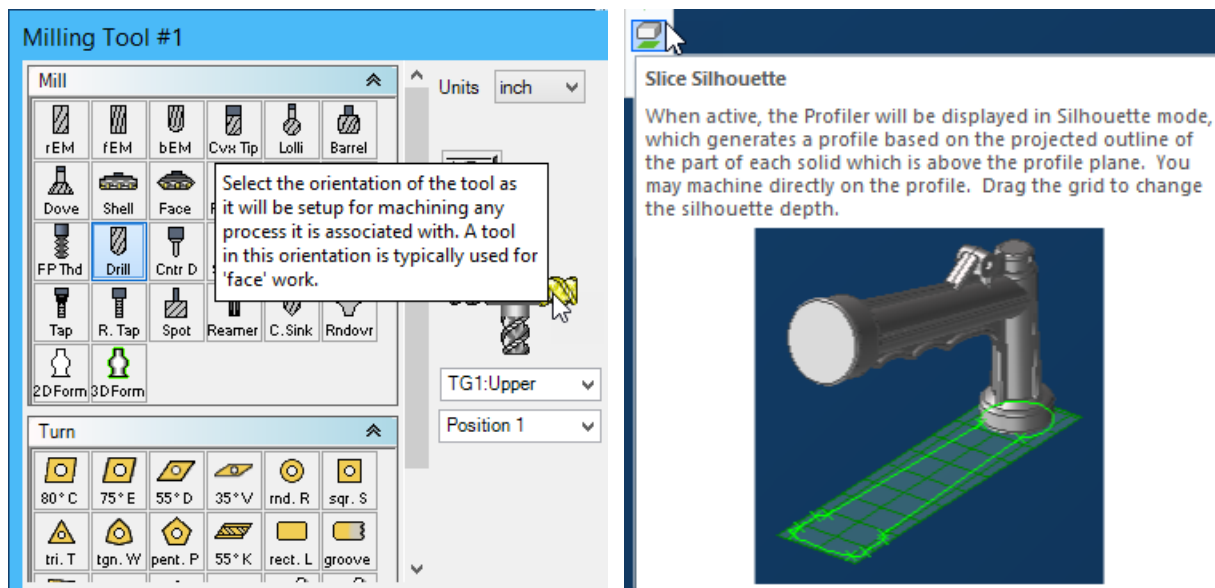 Milling Tool #1
Mill
rEM fEM bEM Cvx Tip Lolli Barrel
Dove Shell Face
FP Thd Drill Cntr D
Tap R. Tap Spot Reamer C.Sink Rndovr
2DForm 3DForm
Select the orientation of the tool as
it will be setup for machining any
process it is associated with. A tool
in this orientation is typically used for
'face' work.
Turn
80° C 75° E 55° D 35° V rnd. R sqr. S
tri. T tgn. W pent. P 55° K rect. L groove
Units inch
TG1:Upper
Position 1
Slice Silhouette
When active, the Profiler will be displayed in Silhouette mode,
which generates a profile based on the projected outline of
the part of each solid which is above the profile plane. You
may machine directly on the profile. Drag the grid to change
the silhouette depth.